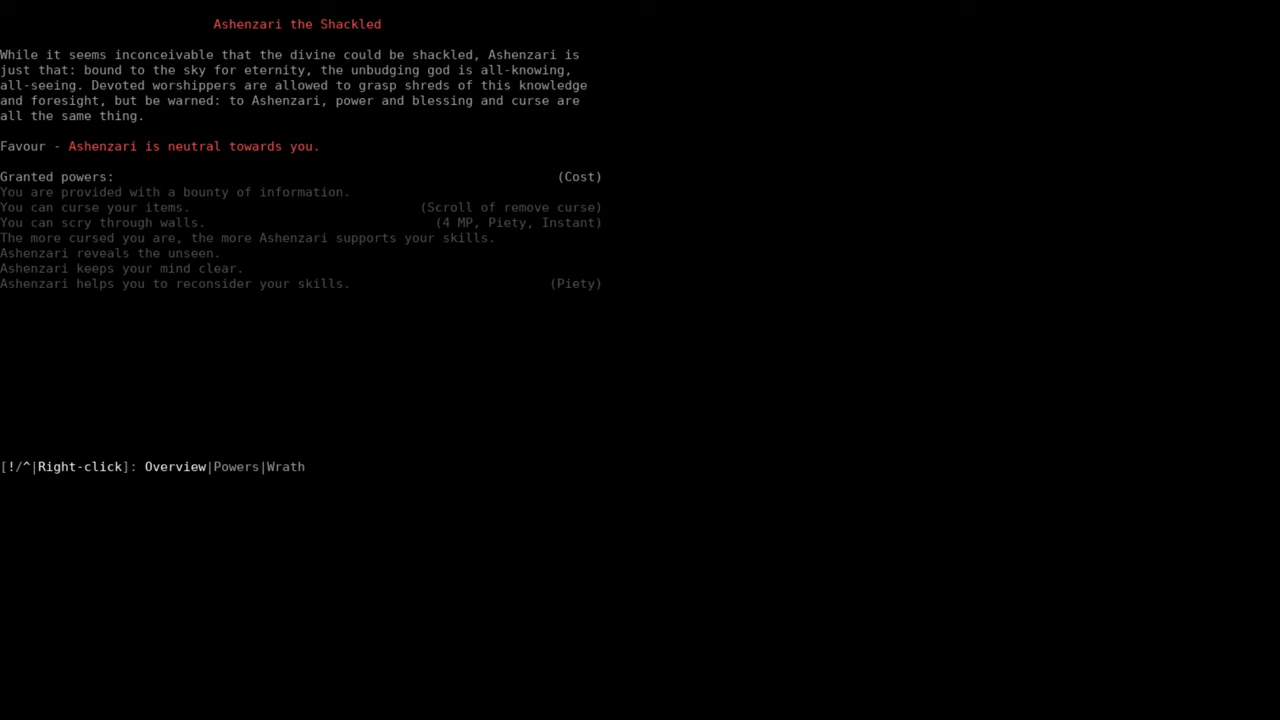 Ashenzari the Shackled
While it seems inconceivable that the divine could be shackled, Ashenzari is
just that: bound to the sky for eternity, the unbudging god is all-knowing,
all-seeing. Devoted worshippers are allowed to grasp shreds of this knowledge
and foresight, but be warned: to Ashenzari, power and blessing and curse are
all the same thing.
Favour - Ashenzari is neutral towards you.
Granted powers: (Cost)
You are provided with a bounty of information.
You can curse your items. (Scroll of remove curse)
You can scry through walls. (4 MP, Piety, Instant)
The more cursed you are, the more Ashenzari supports your skills.
Ashenzari reveals the unseen.
Ashenzari keeps your mind clear.
Ashenzari helps you to reconsider your skills. (Piety)
[!/^|Right-click]: Overview|Powers|Wrath